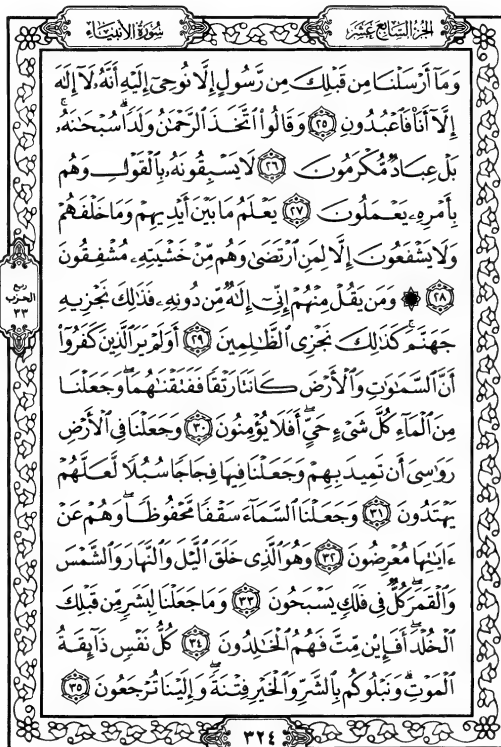 الجزء السابع عشر
سورة الأنبياء
وَمَآ أَرْسَلْنَا مِن قَبْلِكَ مِن رَّسُولٍ إِلَّا نُوحِىٓ إِلَيْهِ أَنَّهُۥ لَآ إِلَٰهَ
إِلَّآ أَنَا۠ فَٱعْبُدُونِ ٢٥ وَقَالُوا۟ ٱتَّخَذَ ٱلرَّحْمَٰنُ وَلَدًا ۗ سُبْحَٰنَهُۥ ۚ
بَلْ عِبَادٌ مُّكْرَمُونَ ٢٦ لَا يَسْبِقُونَهُۥ بِٱلْقَوْلِ وَهُم
بِأَمْرِهِۦ يَعْمَلُونَ ٢٧ يَعْلَمُ مَا بَيْنَ أَيْدِيهِمْ وَمَا خَلْفَهُمْ
وَلَا يَشْفَعُونَ إِلَّا لِمَنِ ٱرْتَضَىٰ وَهُم مِّنْ خَشْيَتِهِۦ مُشْفِقُونَ
٢٨ ۞ وَمَن يَقُلْ مِنْهُمْ إِنِّىٓ إِلَٰهٌ مِّن دُونِهِۦ فَذَٰلِكَ نَجْزِيهِ
جَهَنَّمَ ۚ كَذَٰلِكَ نَجْزِى ٱلظَّٰلِمِينَ ٢٩ أَوَلَمْ يَرَ ٱلَّذِينَ كَفَرُوٓا۟
أَنَّ ٱلسَّمَٰوَٰتِ وَٱلْأَرْضَ كَانَتَا رَتْقًا فَفَتَقْنَٰهُمَا ۖ وَجَعَلْنَا
مِنَ ٱلْمَآءِ كُلَّ شَىْءٍ حَىٍّ ۖ أَفَلَا يُؤْمِنُونَ ٣٠ وَجَعَلْنَا فِى ٱلْأَرْضِ
رَوَٰسِىَ أَن تَمِيدَ بِهِمْ وَجَعَلْنَا فِيهَا فِجَاجًا سُبُلًا لَّعَلَّهُمْ
يَهْتَدُونَ ٣١ وَجَعَلْنَا ٱلسَّمَآءَ سَقْفًا مَّحْفُوظًا ۖ وَهُمْ عَنْ
ءَايَٰتِهَا مُعْرِضُونَ ٣٢ وَهُوَ ٱلَّذِى خَلَقَ ٱلَّيْلَ وَٱلنَّهَارَ وَٱلشَّمْسَ
وَٱلْقَمَرَ ۖ كُلٌّ فِى فَلَكٍ يَسْبَحُونَ ٣٣ وَمَا جَعَلْنَا لِبَشَرٍ مِّن قَبْلِكَ
ٱلْخُلْدَ ۖ أَفَإِي۟ن مِّتَّ فَهُمُ ٱلْخَٰلِدُونَ ٣٤ كُلُّ نَفْسٍ ذَآئِقَةُ
ٱلْمَوْتِ ۗ وَنَبْلُوكُم بِٱلشَّرِّ وَٱلْخَيْرِ فِتْنَةً ۖ وَإِلَيْنَا تُرْجَعُونَ ٣٥
ربع
الحزب
٣٣
٣٢٤